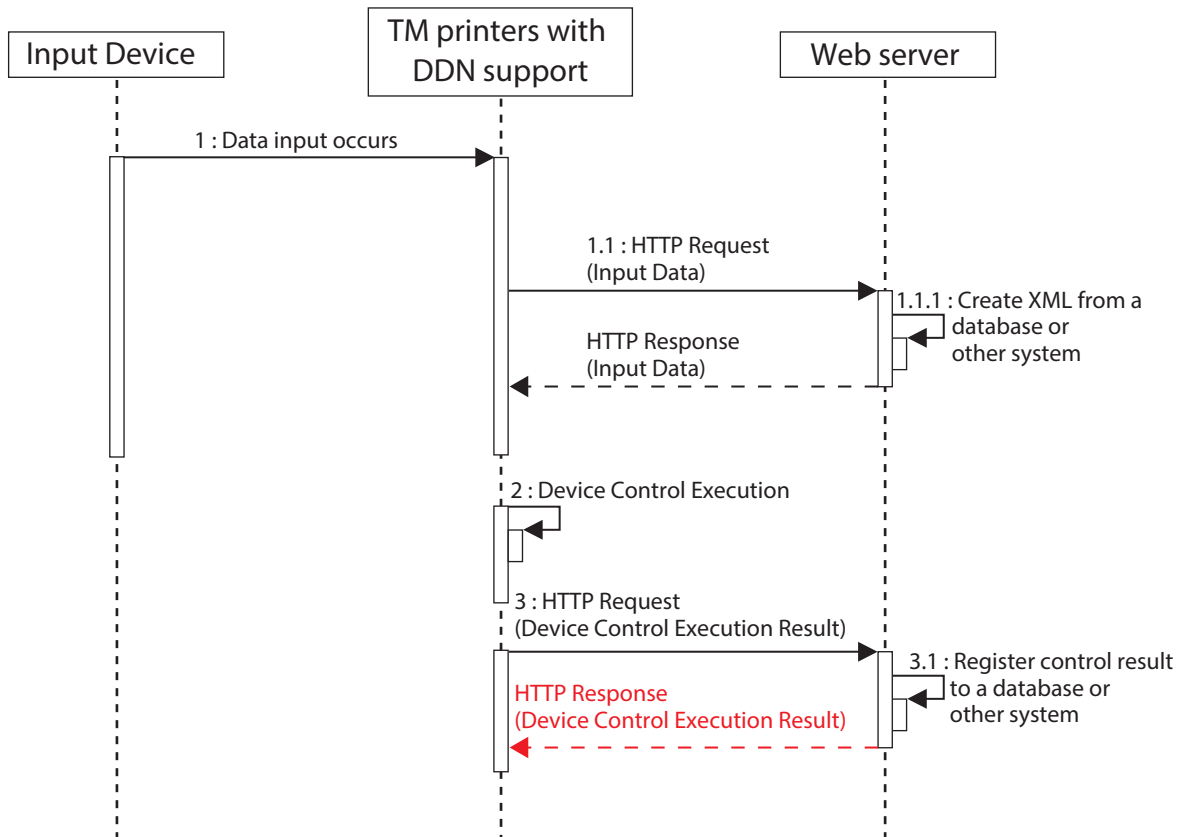 Input Device
TM printers with
DDN support
Web server
1 : Data input occurs
1.1 : HTTP Request
(Input Data)
1.1.1 : Create XML from a
database or
other system
HTTP Response
(Input Data)
2 : Device Control Execution
3 : HTTP Request
(Device Control Execution Result)
3.1 : Register control result
to a database or
other system
HTTP Response
(Device Control Execution Result)